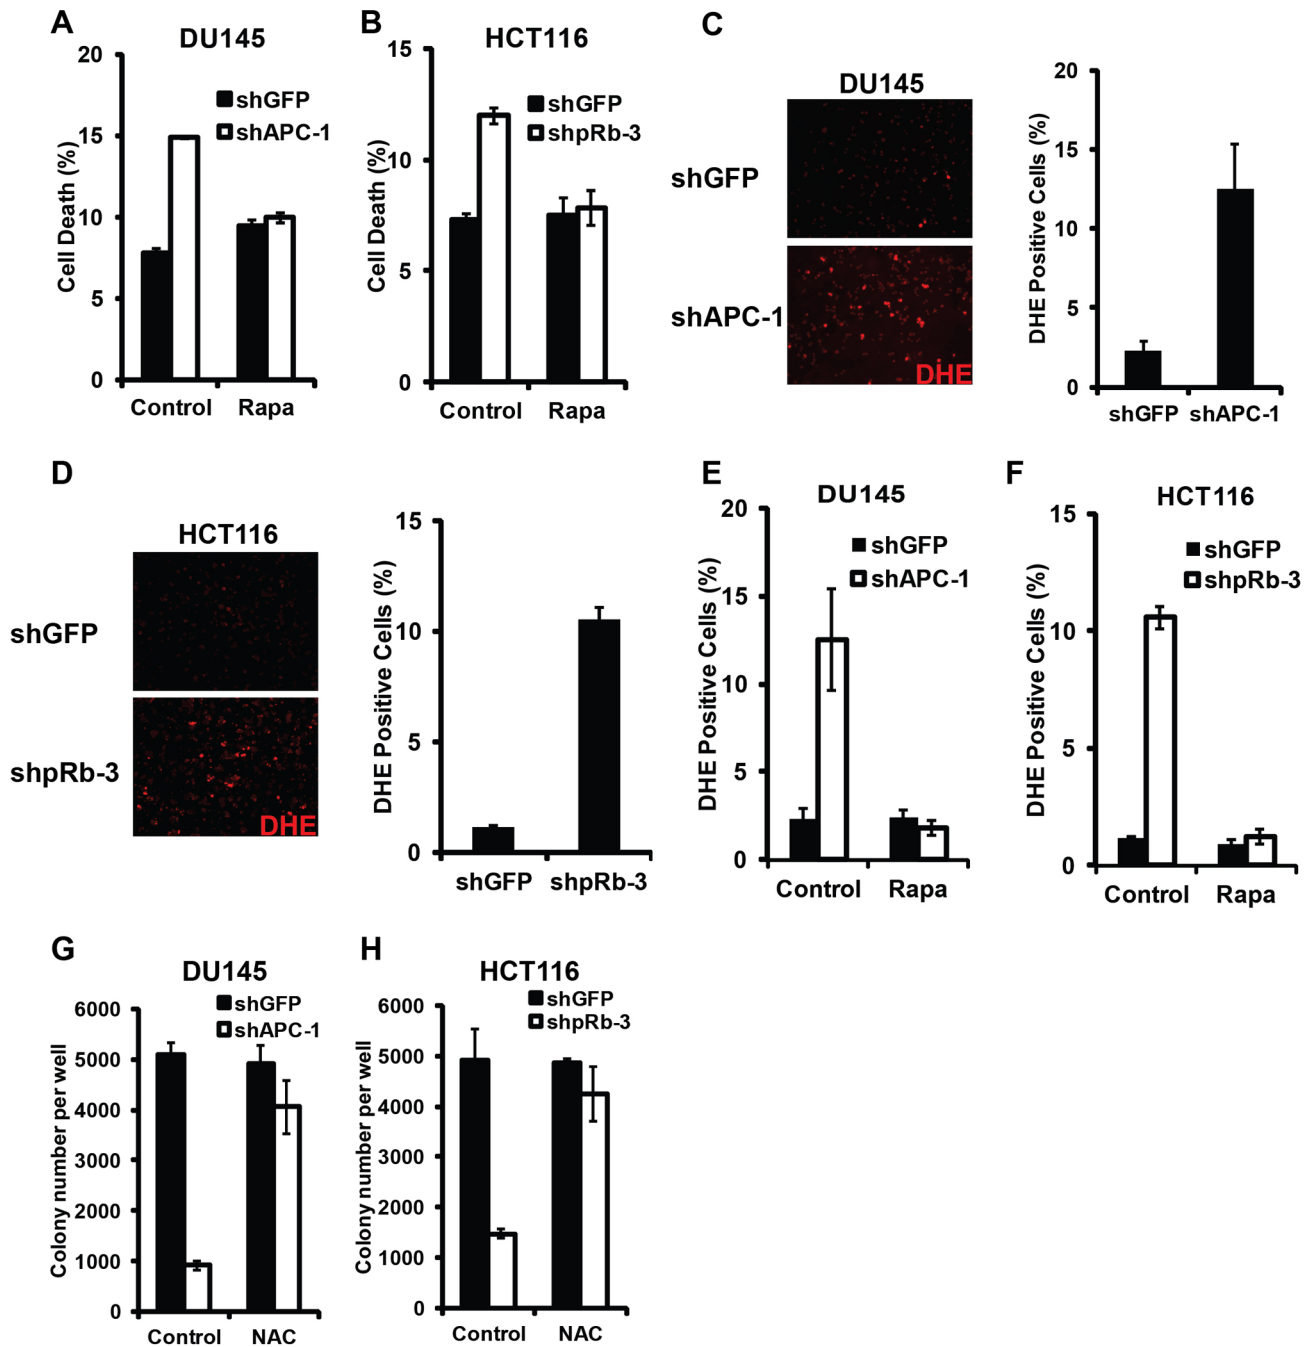 A
DU145
Cell Death (%)
20
15
10
5
0
shGFP
shAPC-1
Control
Rapa
B
HCT116
Cell Death (%)
15
10
5
0
shGFP
shpRb-3
Control
Rapa
C
DU145
shGFP
shAPC-1
DHE
DHE Positive Cells (%)
20
15
10
5
0
shGFP
shAPC-1
D
HCT116
shGFP
shpRb-3
DHE
DHE Positive Cells (%)
15
10
5
0
shGFP
shpRb-3
E
DU145
DHE Positive Cells (%)
20
15
10
5
0
shGFP
shAPC-1
Control
Rapa
F
HCT116
DHE Positive Cells (%)
15
10
5
0
shGFP
shpRb-3
Control
Rapa
G
DU145
Colony number per well
6000
5000
4000
3000
2000
1000
0
shGFP
shAPC-1
Control
NAC
H
HCT116
Colony number per well
6000
5000
4000
3000
2000
1000
0
shGFP
shpRb-3
Control
NAC